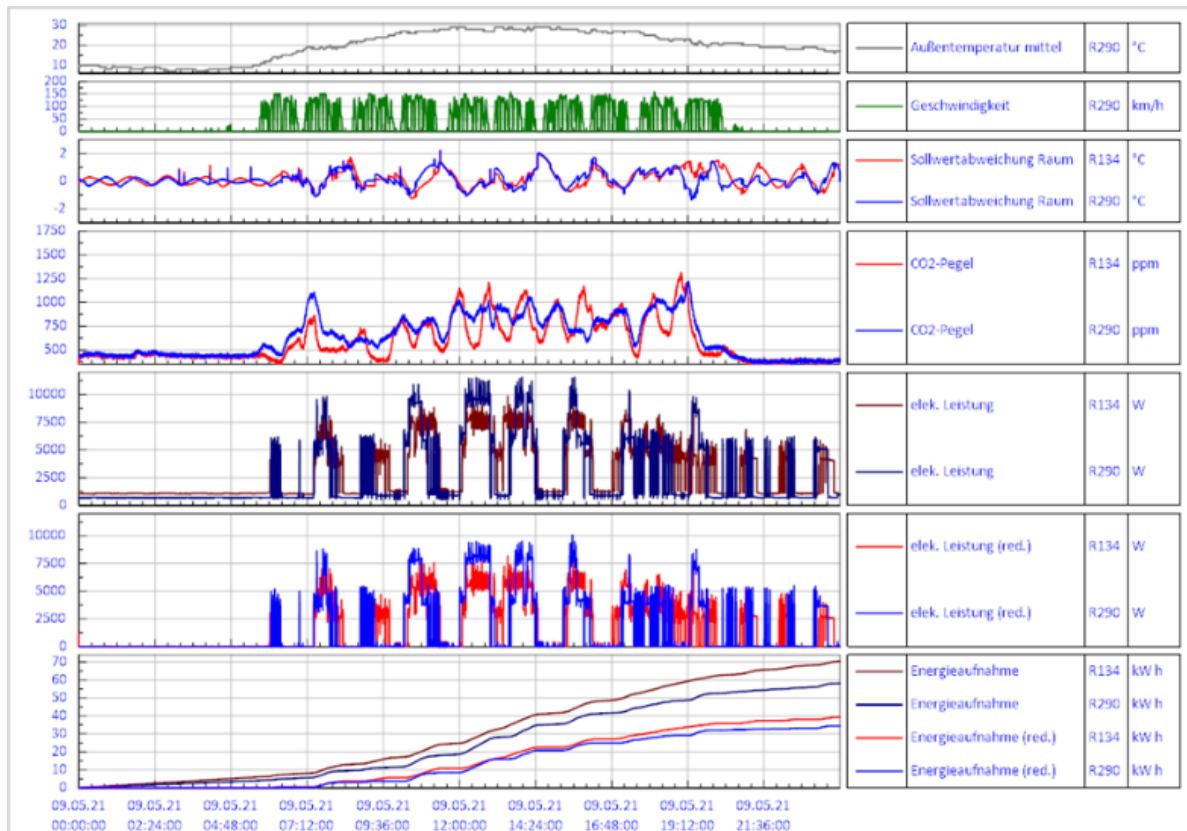 30
20
10
Außentemperatur mittel R290 °C
200
150
100
50
0
Geschwindigkeit R290 km/h
2
0
-2
Sollwertabweichung Raum R134 °C
Sollwertabweichung Raum R290 °C
1750
1500
1250
1000
750
500
CO2-Pegel R134 ppm
CO2-Pegel R290 ppm
10000
7500
5000
2500
0
elek. Leistung R134 W
elek. Leistung R290 W
10000
7500
5000
2500
0
elek. Leistung (red.) R134 W
elek. Leistung (red.) R290 W
70
60
50
40
30
20
10
0
Energieaufnahme R134 kW h
Energieaufnahme R290 kW h
Energieaufnahme (red.) R134 kW h
Energieaufnahme (red.) R290 kW h
09.05.21 09.05.21 09.05.21 09.05.21 09.05.21 09.05.21 09.05.21 09.05.21 09.05.21 09.05.21
00:00:00 02:24:00 04:48:00 07:12:00 09:36:00 12:00:00 14:24:00 16:48:00 19:12:00 21:36:00